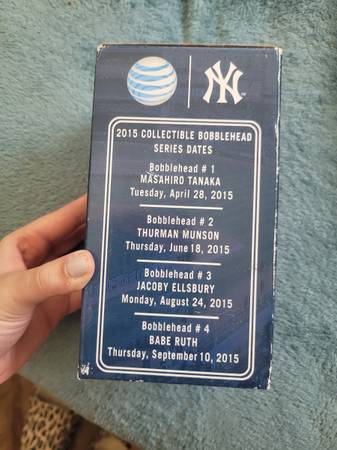 NY
2015 COLLECTIBLE BOBBLEHEAD
SERIES DATES
Bobblehead # 1
MASAHIRO TANAKA
Tuesday, April 28, 2015
Bobblehead # 2
THURMAN MUNSON
Thursday, June 18, 2015
Bobblehead # 3
JACOBY ELLSBURY
Monday, August 24, 2015
Bobblehead # 4
BABE RUTH
Thursday, September 10, 2015